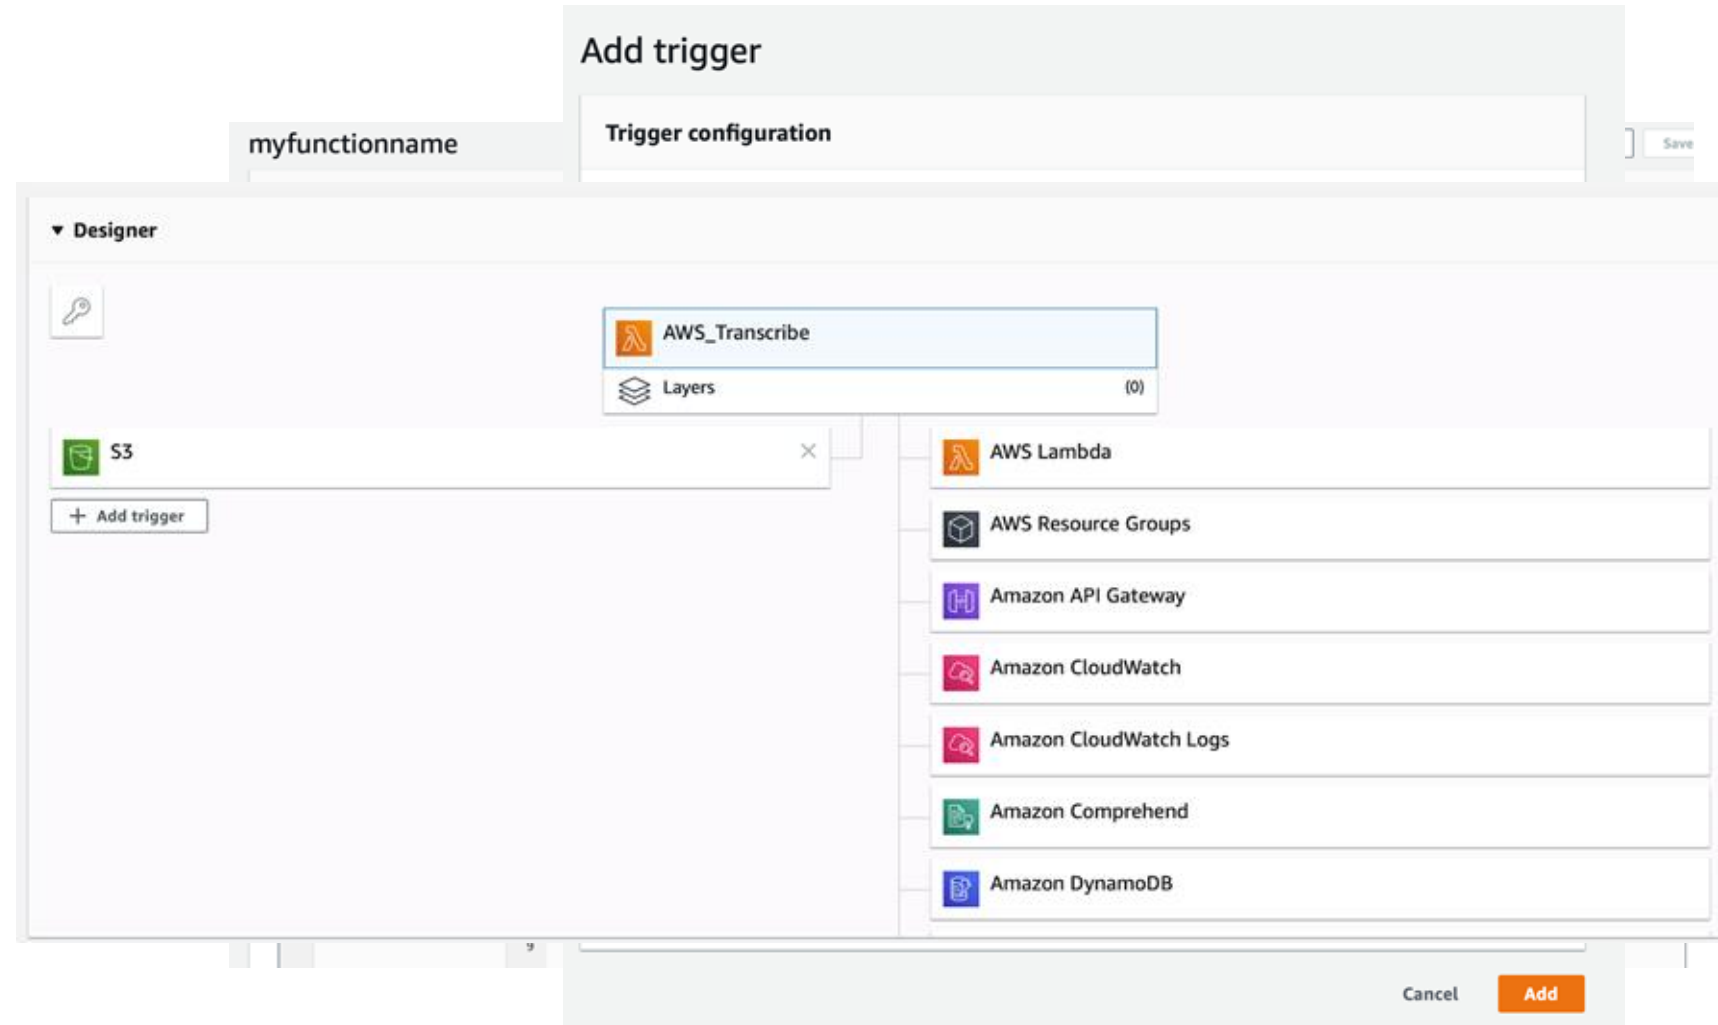 Add trigger
Trigger configuration
myfunctionname
Save
Designer
AWS_Transcribe
Layers (0)
S3
Add trigger
AWS Lambda
AWS Resource Groups
Amazon API Gateway
Amazon CloudWatch
Amazon CloudWatch Logs
Amazon Comprehend
Amazon DynamoDB
9
Cancel Add